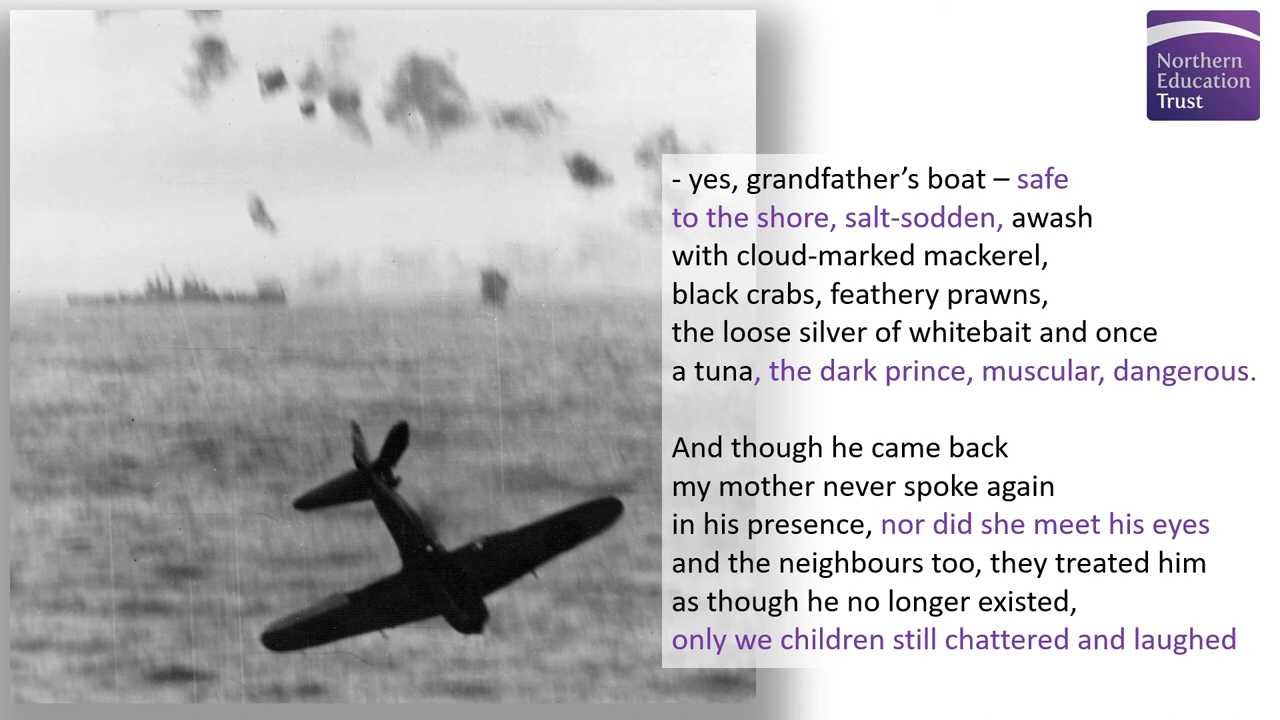 Northern
Education
Trust
- yes, grandfather’s boat – safe
to the shore, salt-sodden, awash
with cloud-marked mackerel,
black crabs, feathery prawns,
the loose silver of whitebait and once
a tuna, the dark prince, muscular, dangerous.
And though he came back
my mother never spoke again
in his presence, nor did she meet his eyes
and the neighbours too, they treated him
as though he no longer existed,
only we children still chattered and laughed